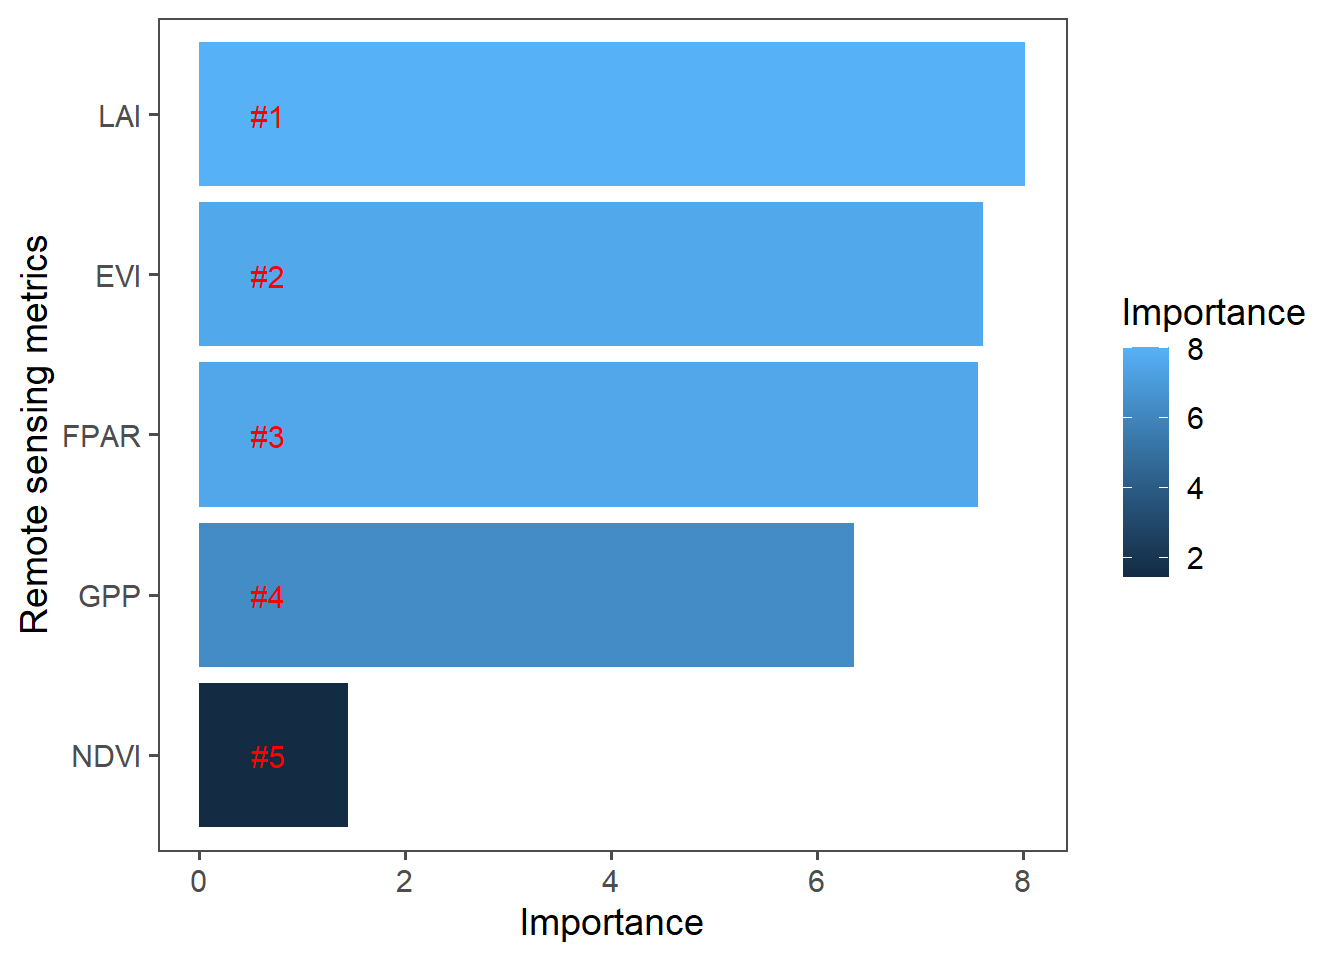 Remote sensing metrics
LAI
#1
EVI
#2
FPAR
#3
GPP
#4
NDVI
#5
0 2 4 6 8
Importance
Importance
8
6
4
2